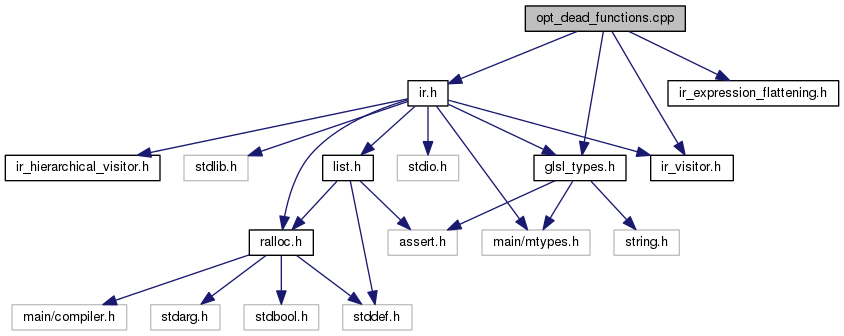 opt_dead_functions.cpp
ir.h
ir_expression_flattening.h
ir_hierarchical_visitor.h
stdlib.h
list.h
stdio.h
glsl_types.h
ir_visitor.h
ralloc.h
assert.h
main/mtypes.h
string.h
main/compiler.h
stdarg.h
stdbool.h
stddef.h